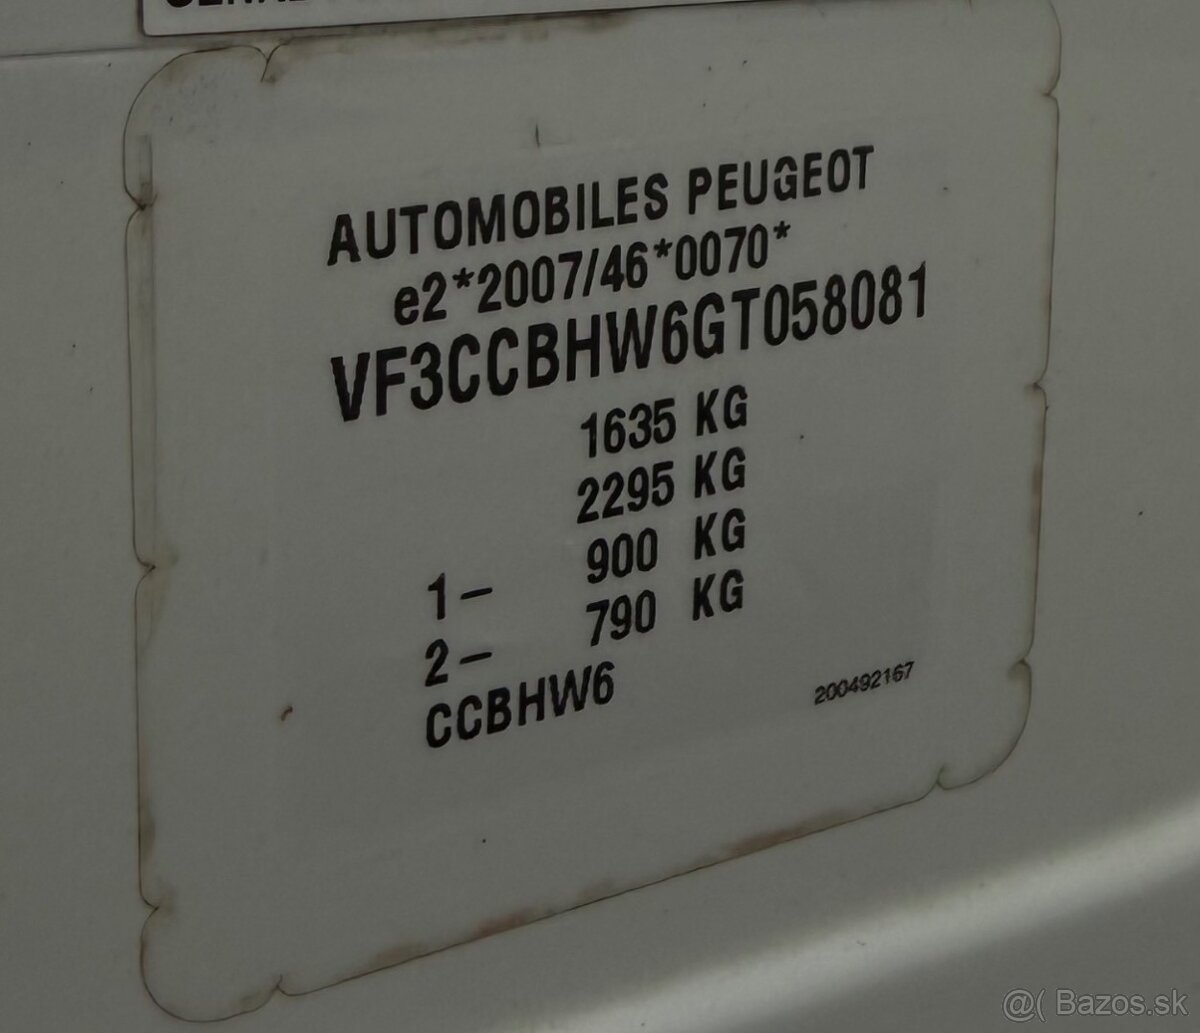 AUTOMOBILES PEUGEOT
e2*2007/46*0070*
VF3CCBHW6GT058081
1635 KG
2295 KG
1- 900 KG
2- 790 KG
CCBHW6
200492167
@( Bazos.sk